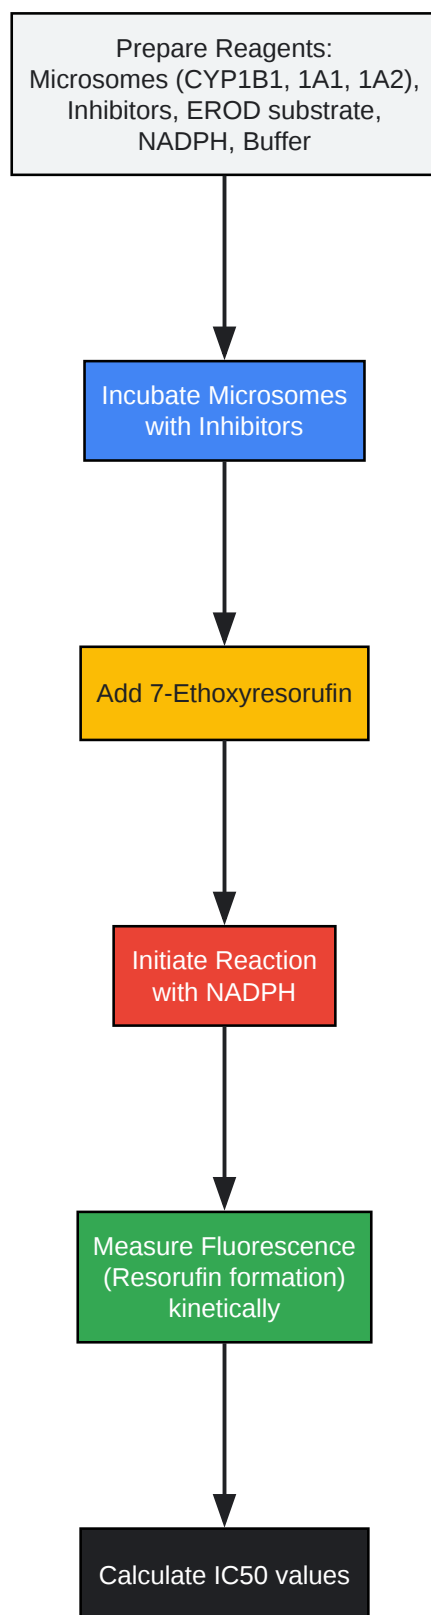 Prepare Reagents:
Microsomes (CYP1B1, 1A1, 1A2),
Inhibitors, EROD substrate,
NADPH, Buffer
Incubate Microsomes
with Inhibitors
Add 7-Ethoxyresorufin
Initiate Reaction
with NADPH
Measure Fluorescence
(Resorufin formation)
kinetically
Calculate IC50 values